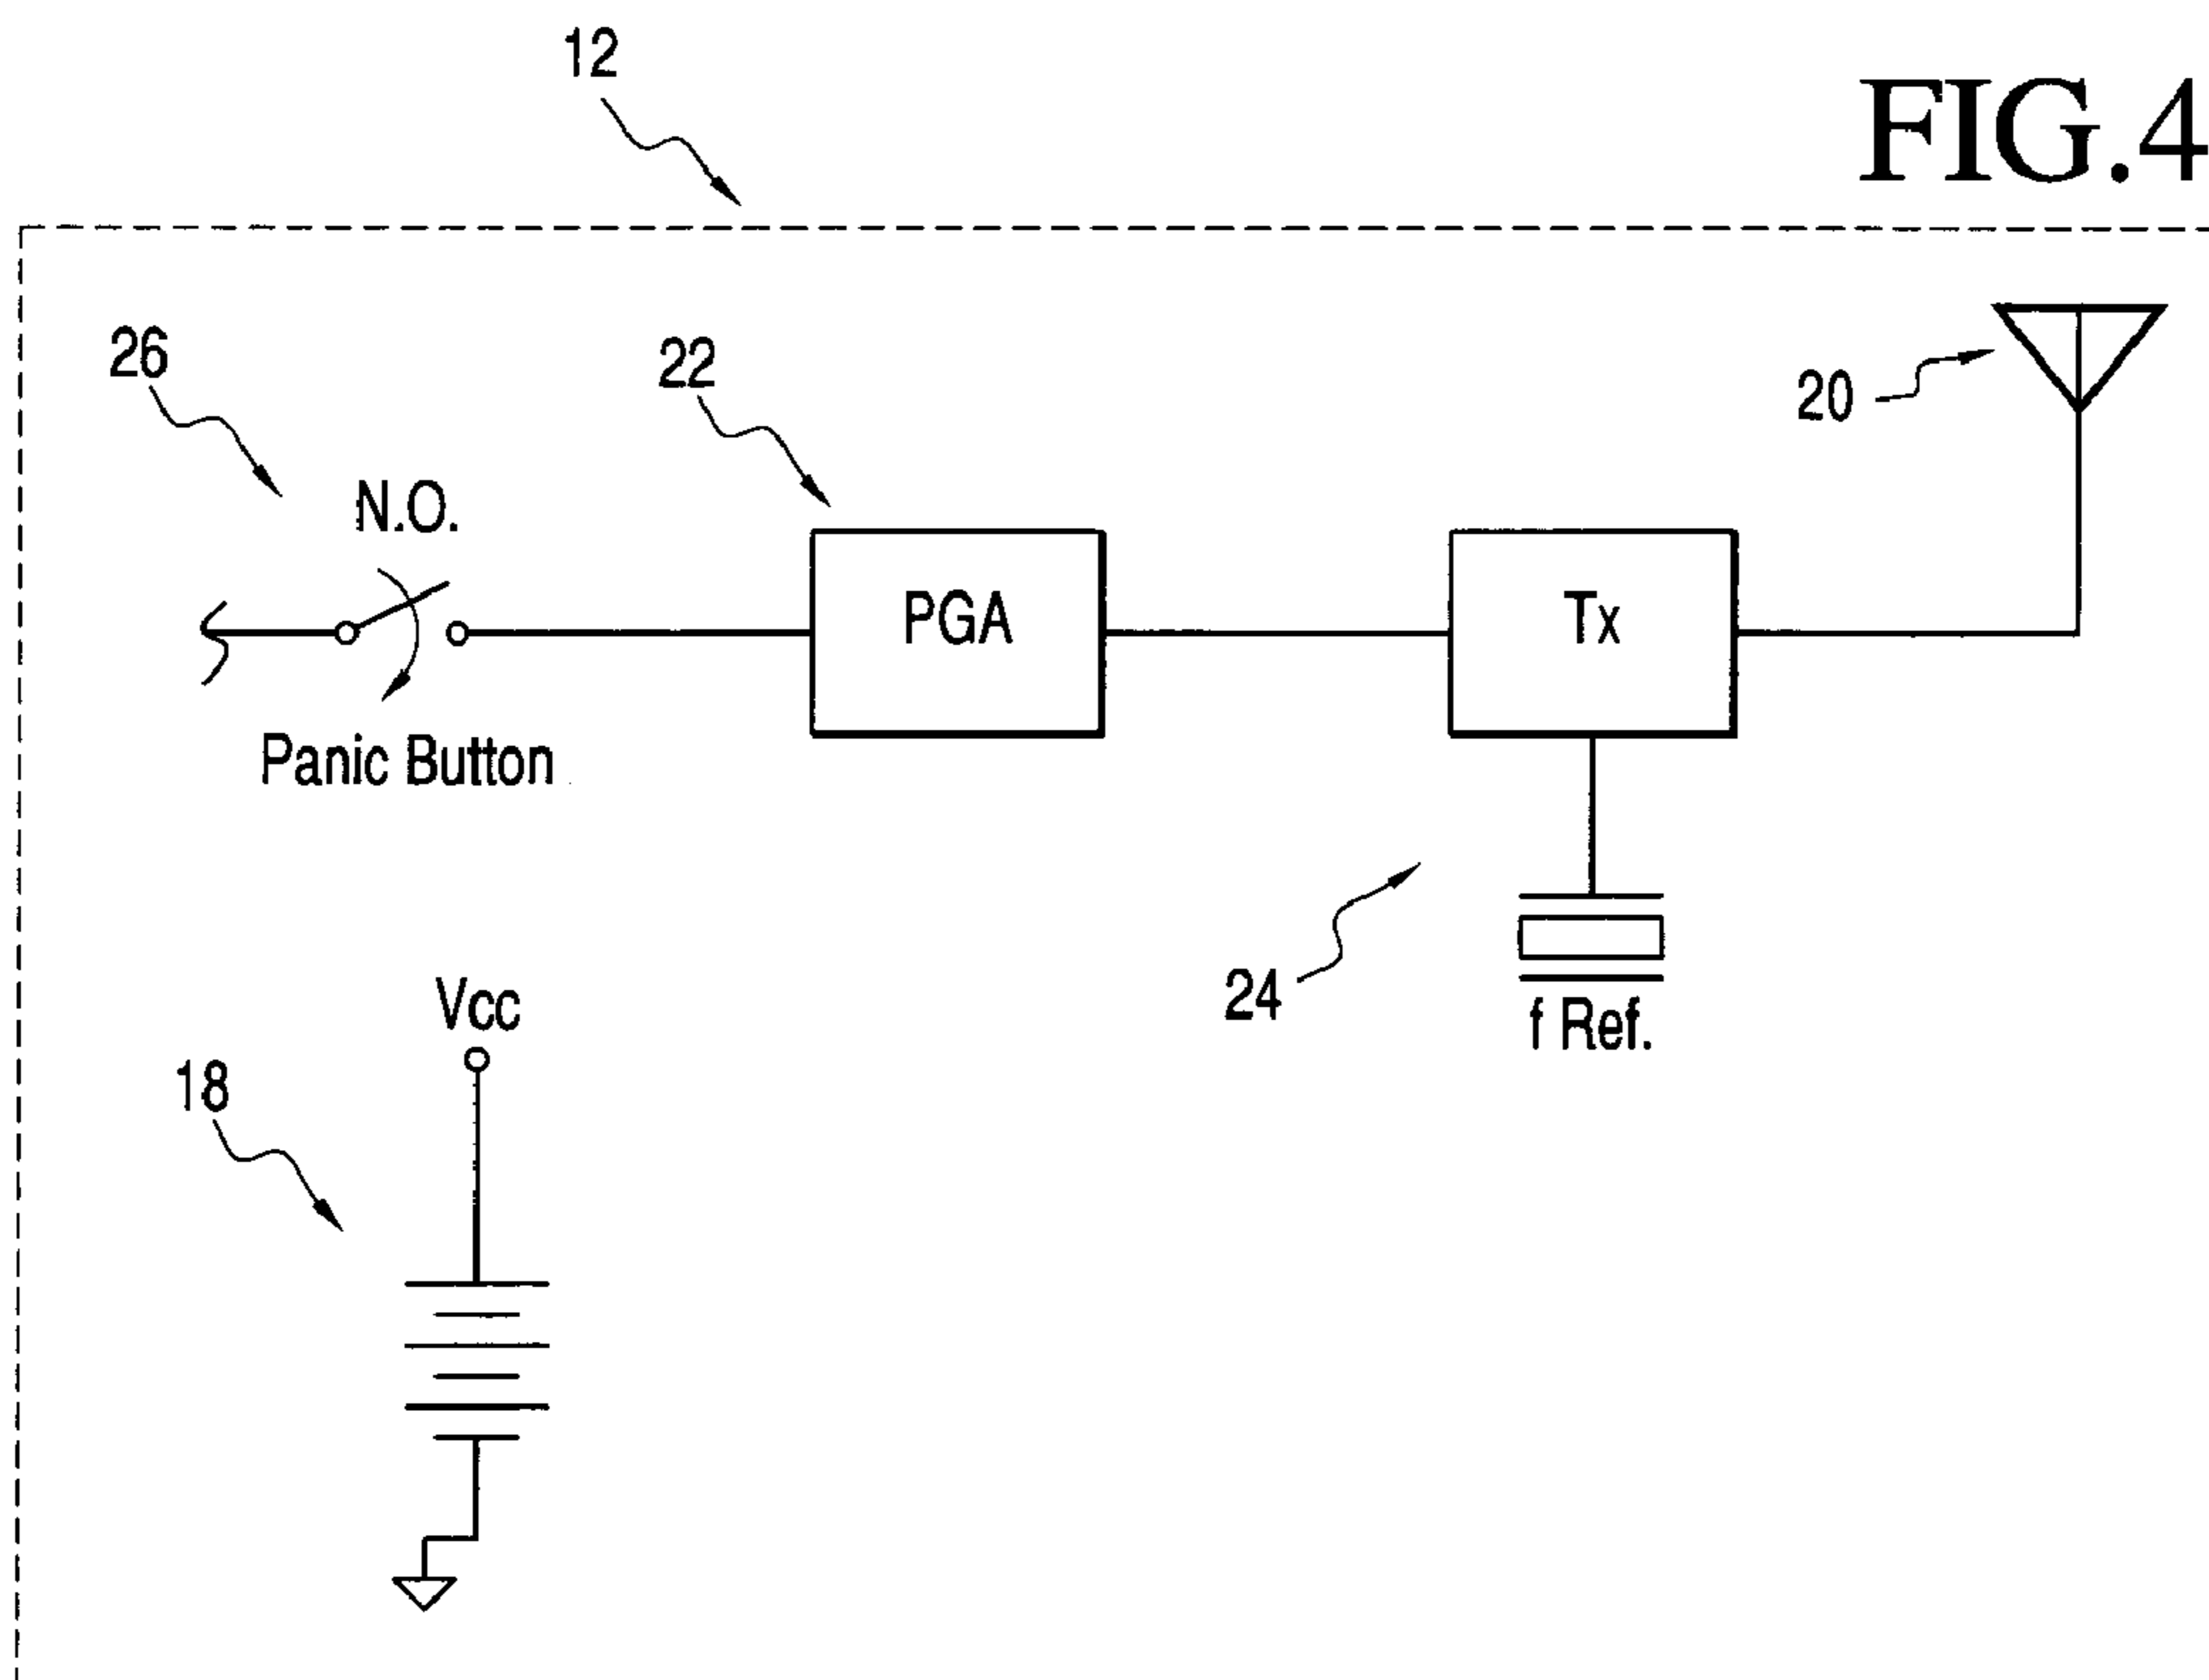 12
FIG.4
26
22
20
N.O.
PGA
Tx
Panic Button
24
f Ref.
Vcc
18